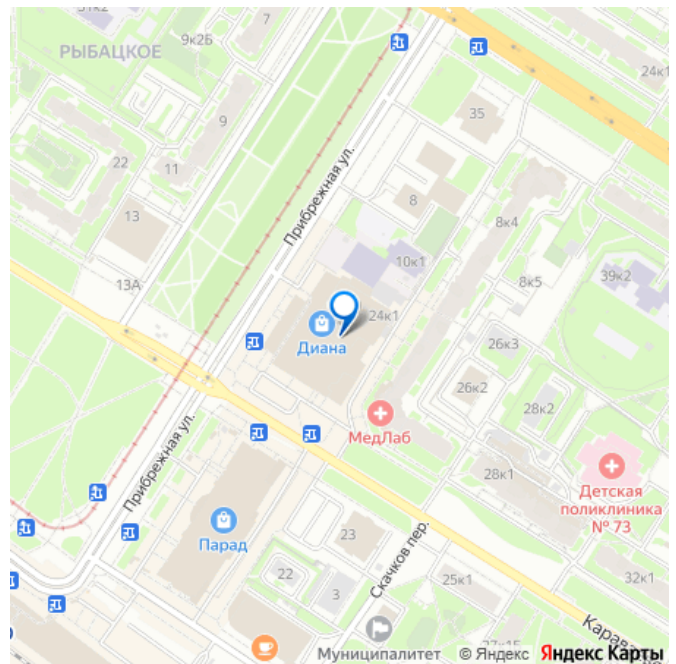 7
9к2Б
РЫБАЦКОЕ
24к1
35
9
22
11
Прибрежная ул.
8
13
8к4
10к1
39к2
13А
8к5
24к1
Диана
26к3
26к2
28к2
МедЛаб
28к1
Прибрежная ул.
Детская
поликлиника
№ 73
Парад
23
Скачков пер.
22
25к1
32к1
3
Муниципалитет
© Яндекс
Яндекс Карты